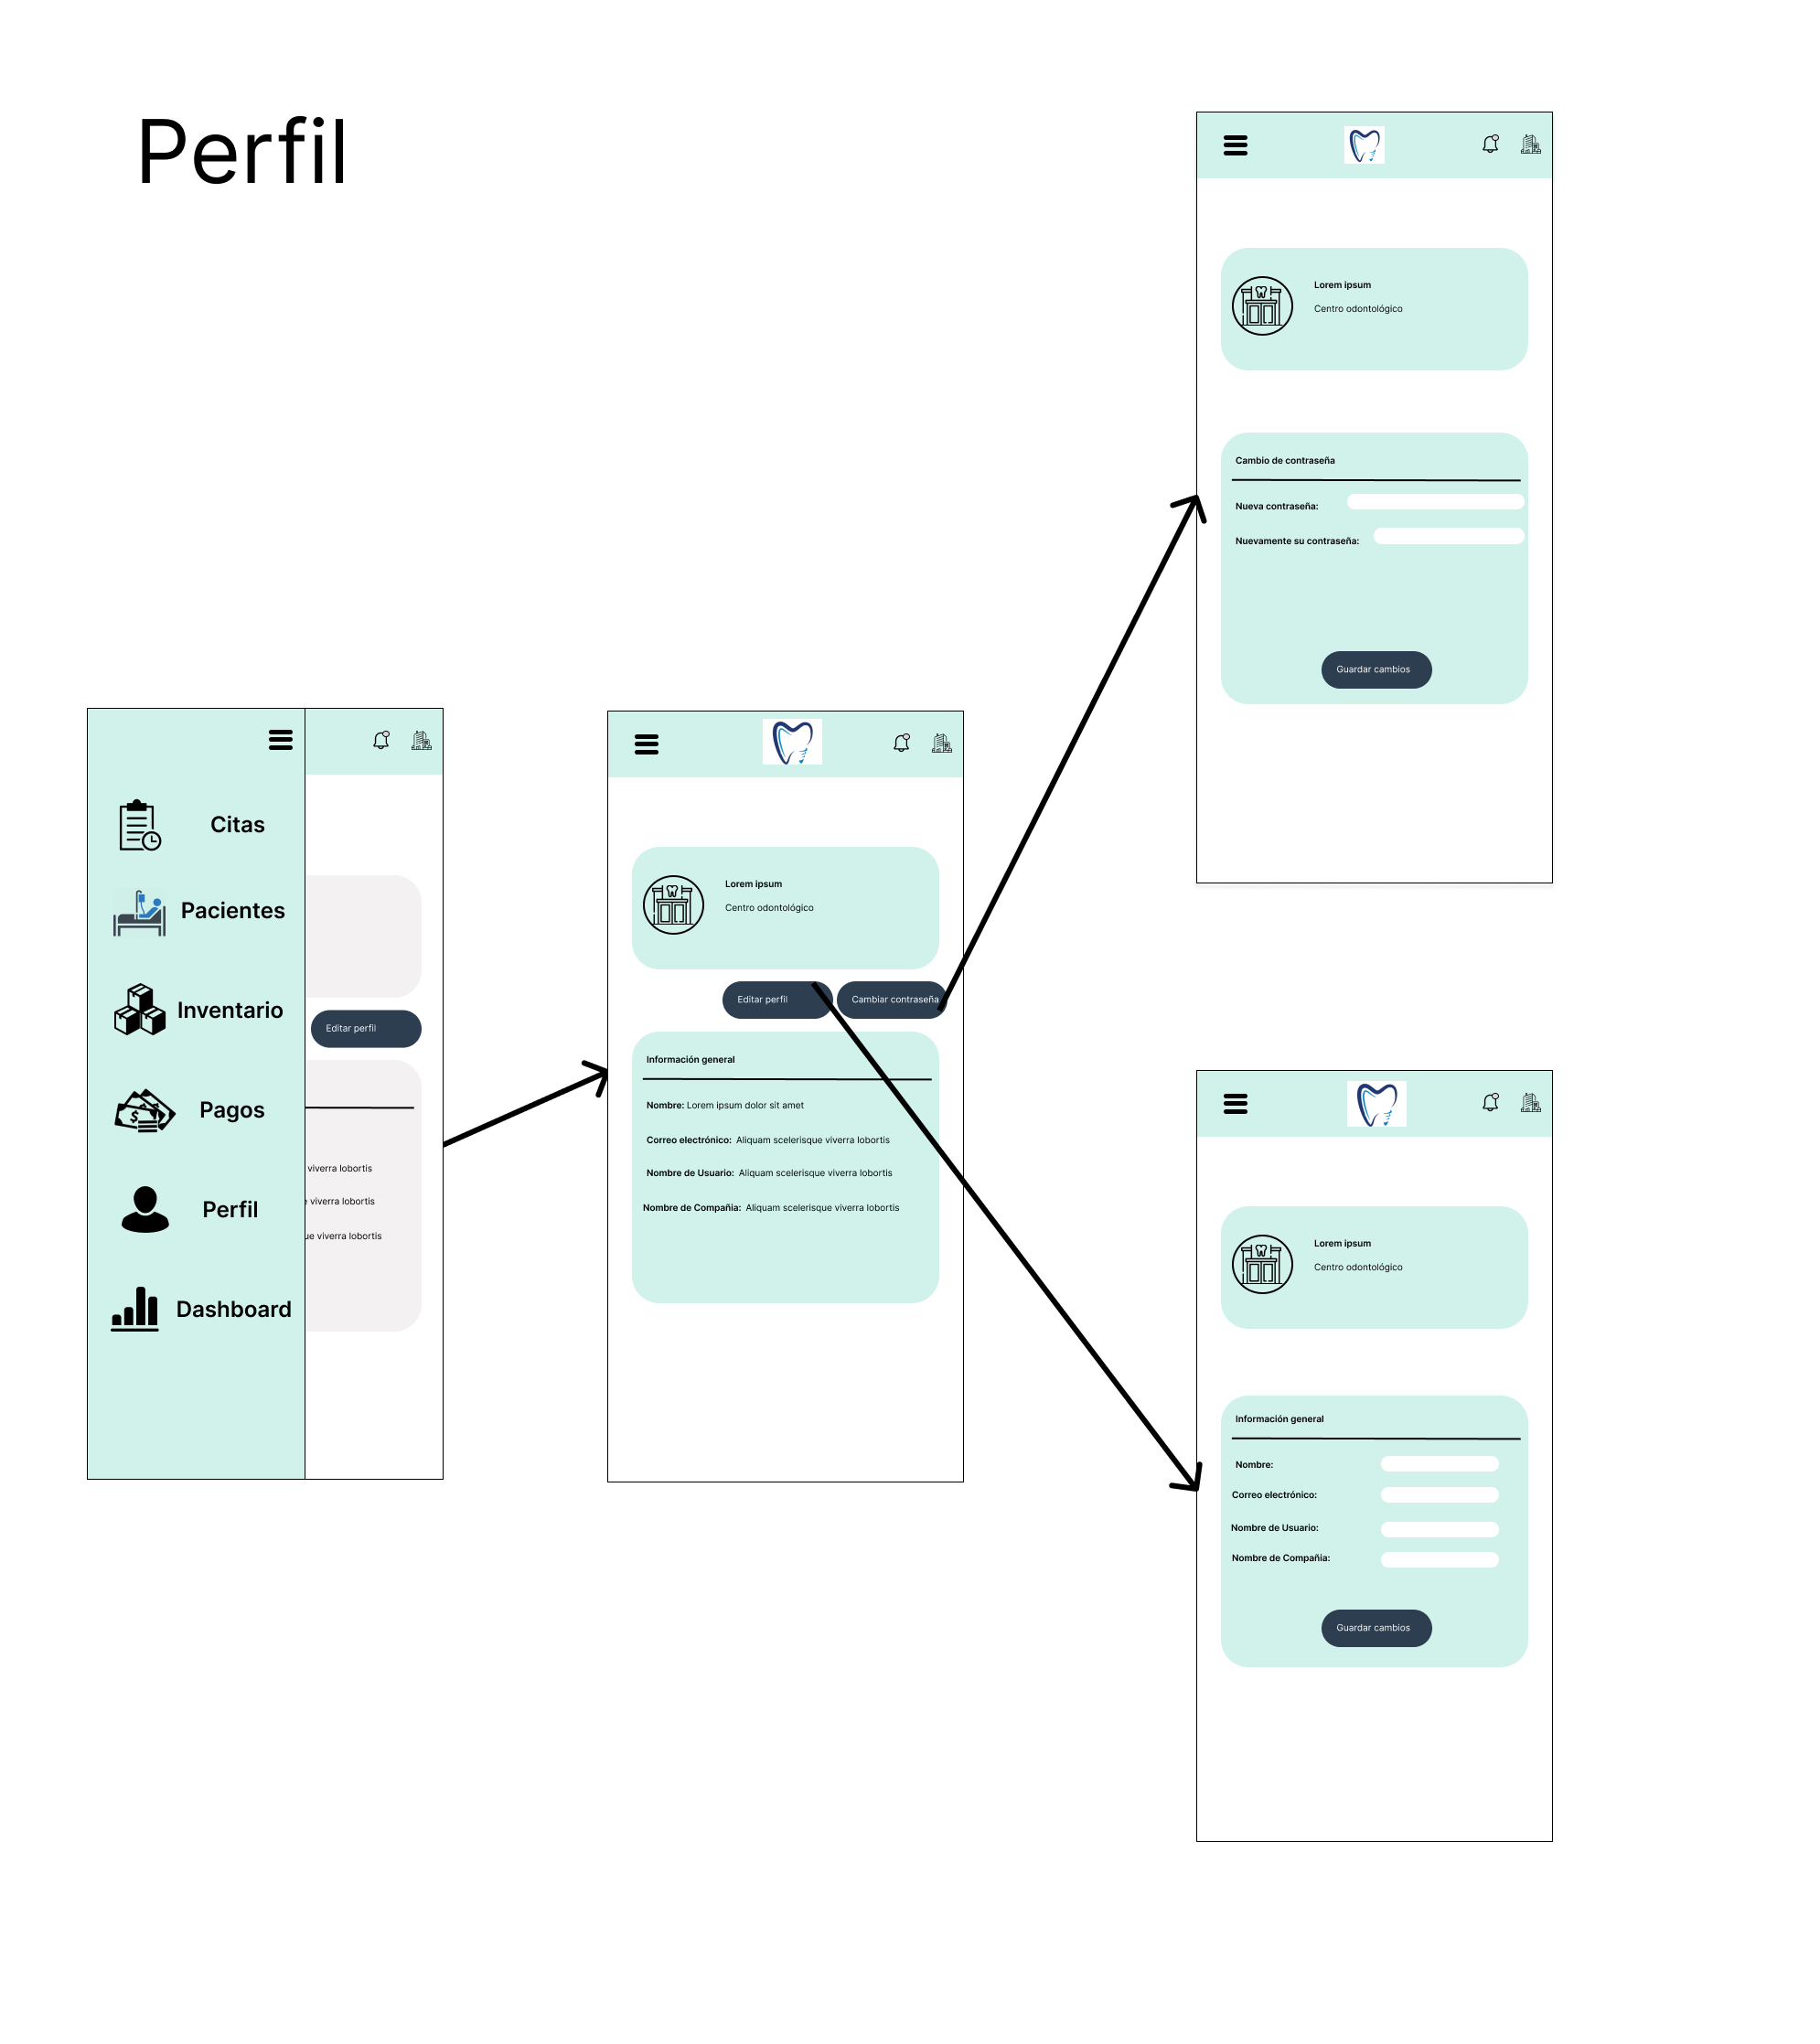 Perfil
Citas
Pacientes
Inventario
Pagos
Perfil
Dashboard
Editar perfil
viverra lobortis
viverra lobortis
ue viverra lobortis
Lorem ipsum
Centro odontológico
Editar perfil
Cambiar contraseña
Información general
Nombre: Lorem ipsum dolor sit amet
Correo electrónico: Aliquam scelerisque viverra lobortis
Nombre de Usuario: Aliquam scelerisque viverra lobortis
Nombre de Compañia: Aliquam scelerisque viverra lobortis
Lorem ipsum
Centro odontológico
Cambio de contraseña
Nueva contraseña:
Nuevamente su contraseña:
Guardar cambios
Lorem ipsum
Centro odontológico
Información general
Nombre:
Correo electrónico:
Nombre de Usuario:
Nombre de Compañia:
Guardar cambios